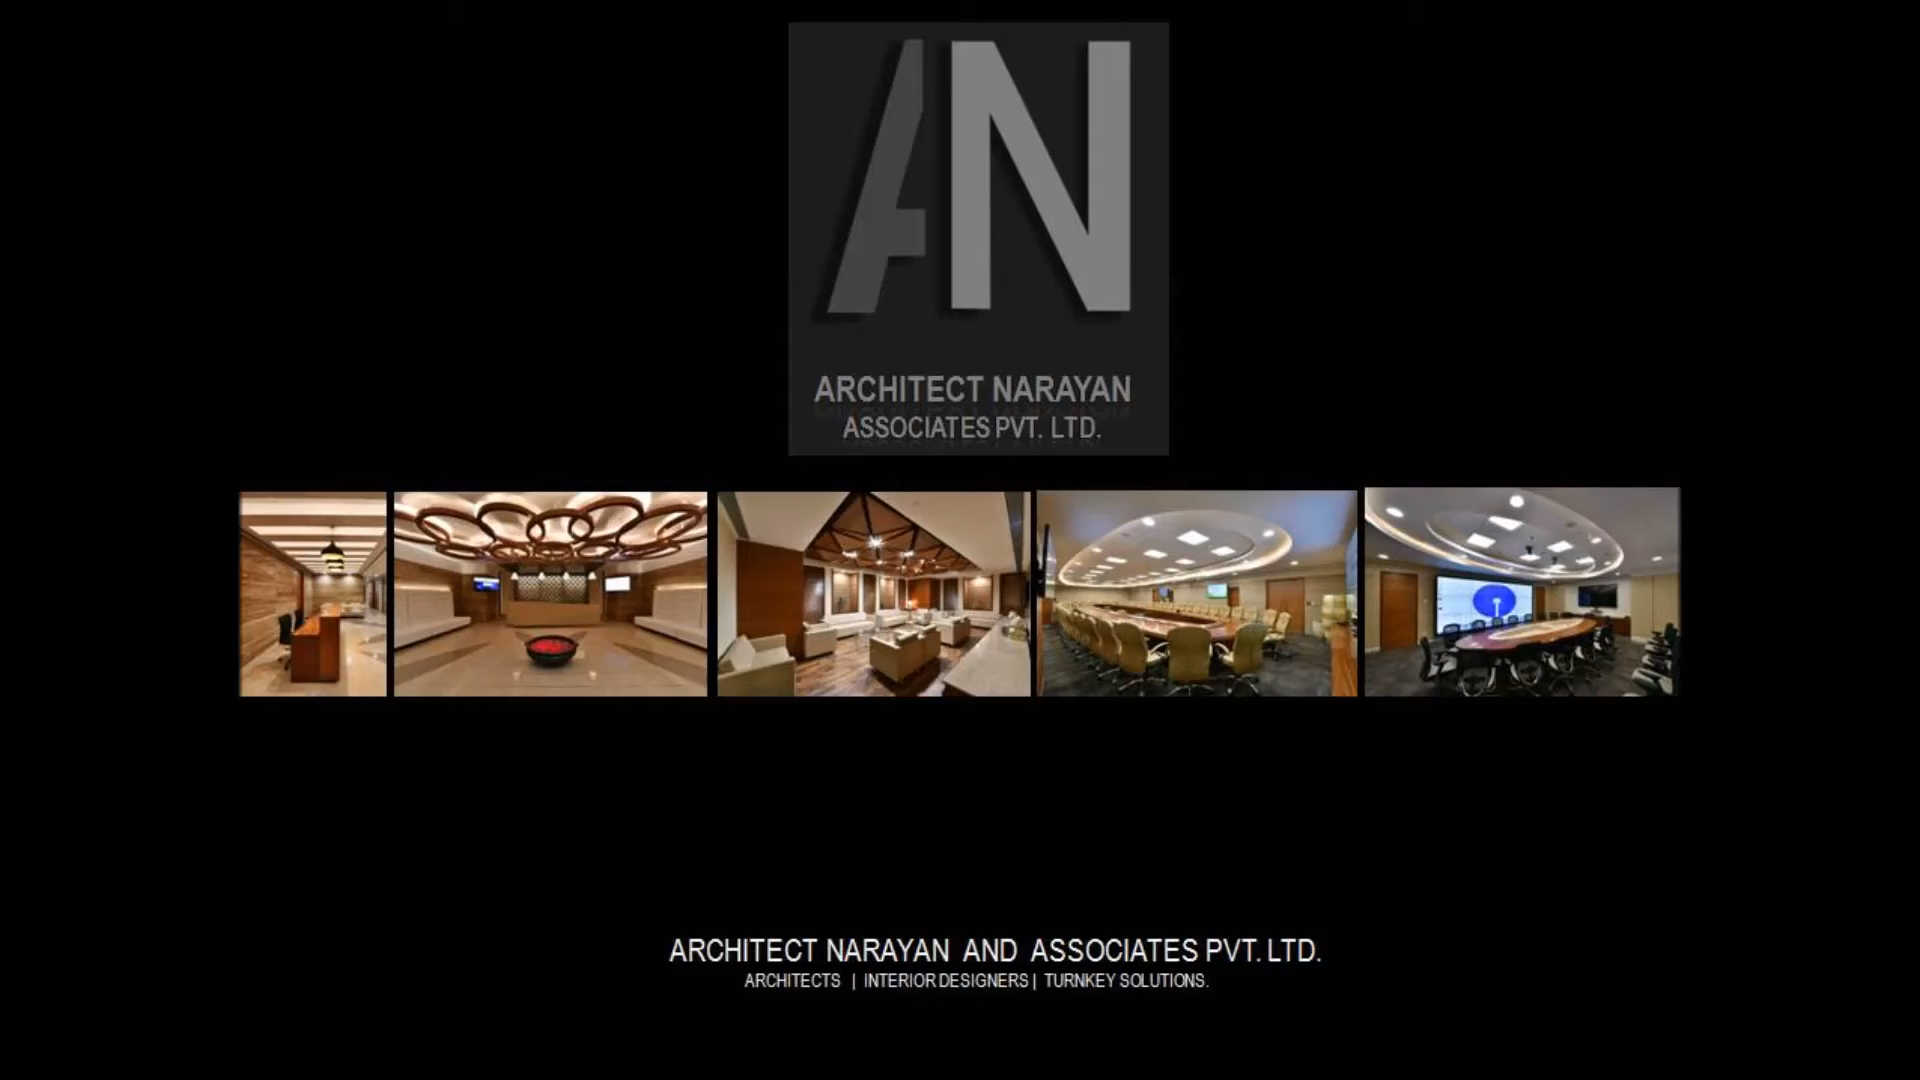 AN
ARCHITECT NARAYAN
ASSOCIATES PVT. LTD.
ARCHITECT NARAYAN AND ASSOCIATES PVT. LTD.
ARCHITECTS | INTERIOR DESIGNERS | TURNKEY SOLUTIONS.